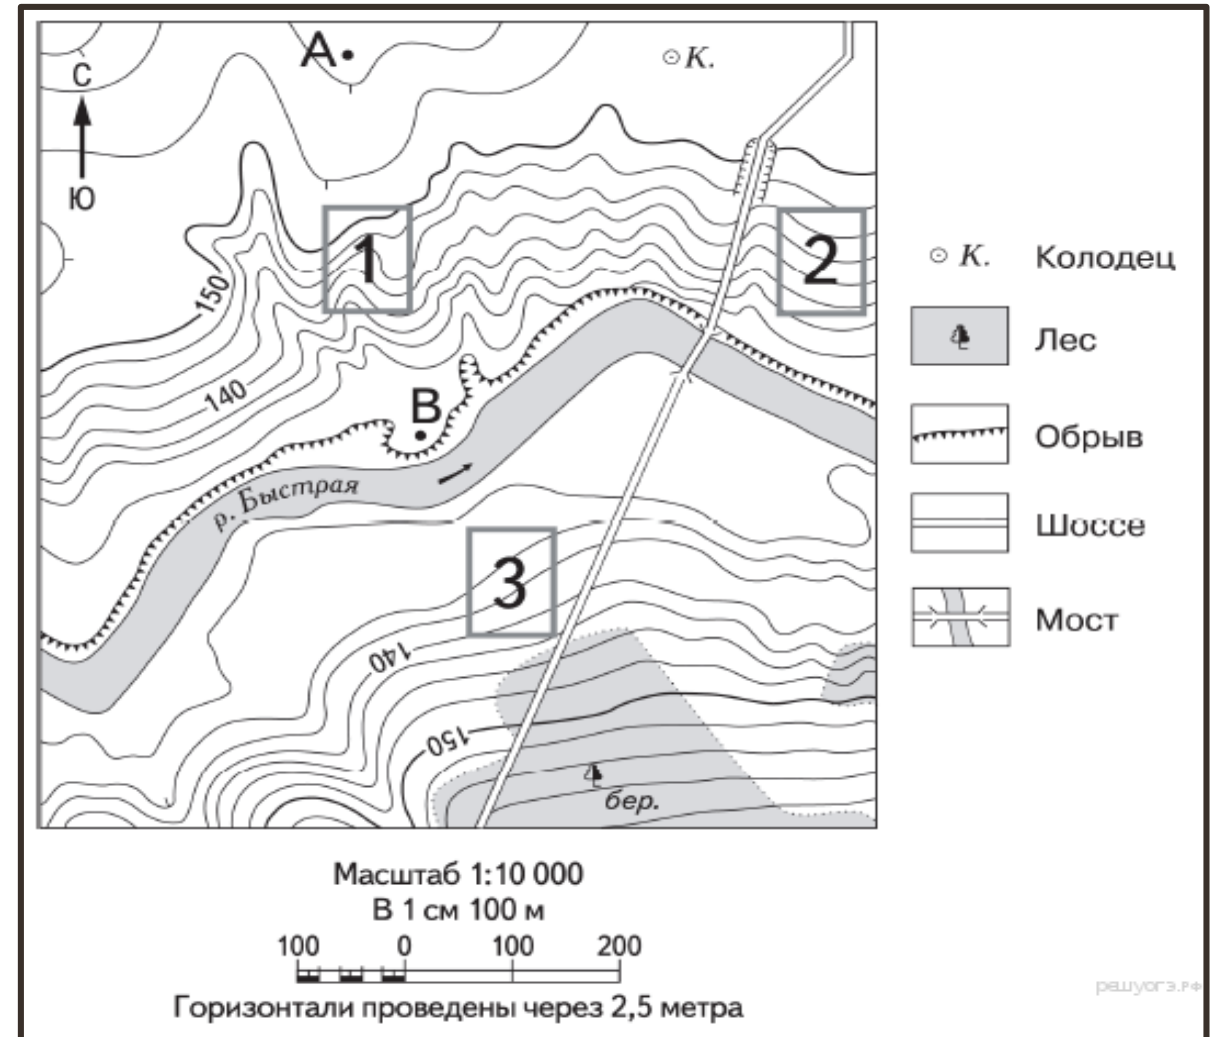 А
К.
С
Ю
1
2
150
140
В
р. Быстрая
3
140
150
бер.
К. Колодец
Лес
Обрыв
Шоссе
Мост
Масштаб 1:10 000
В 1 см 100 м
100 0 100 200
Горизонтали проведены через 2,5 метра
решуогэ.рф